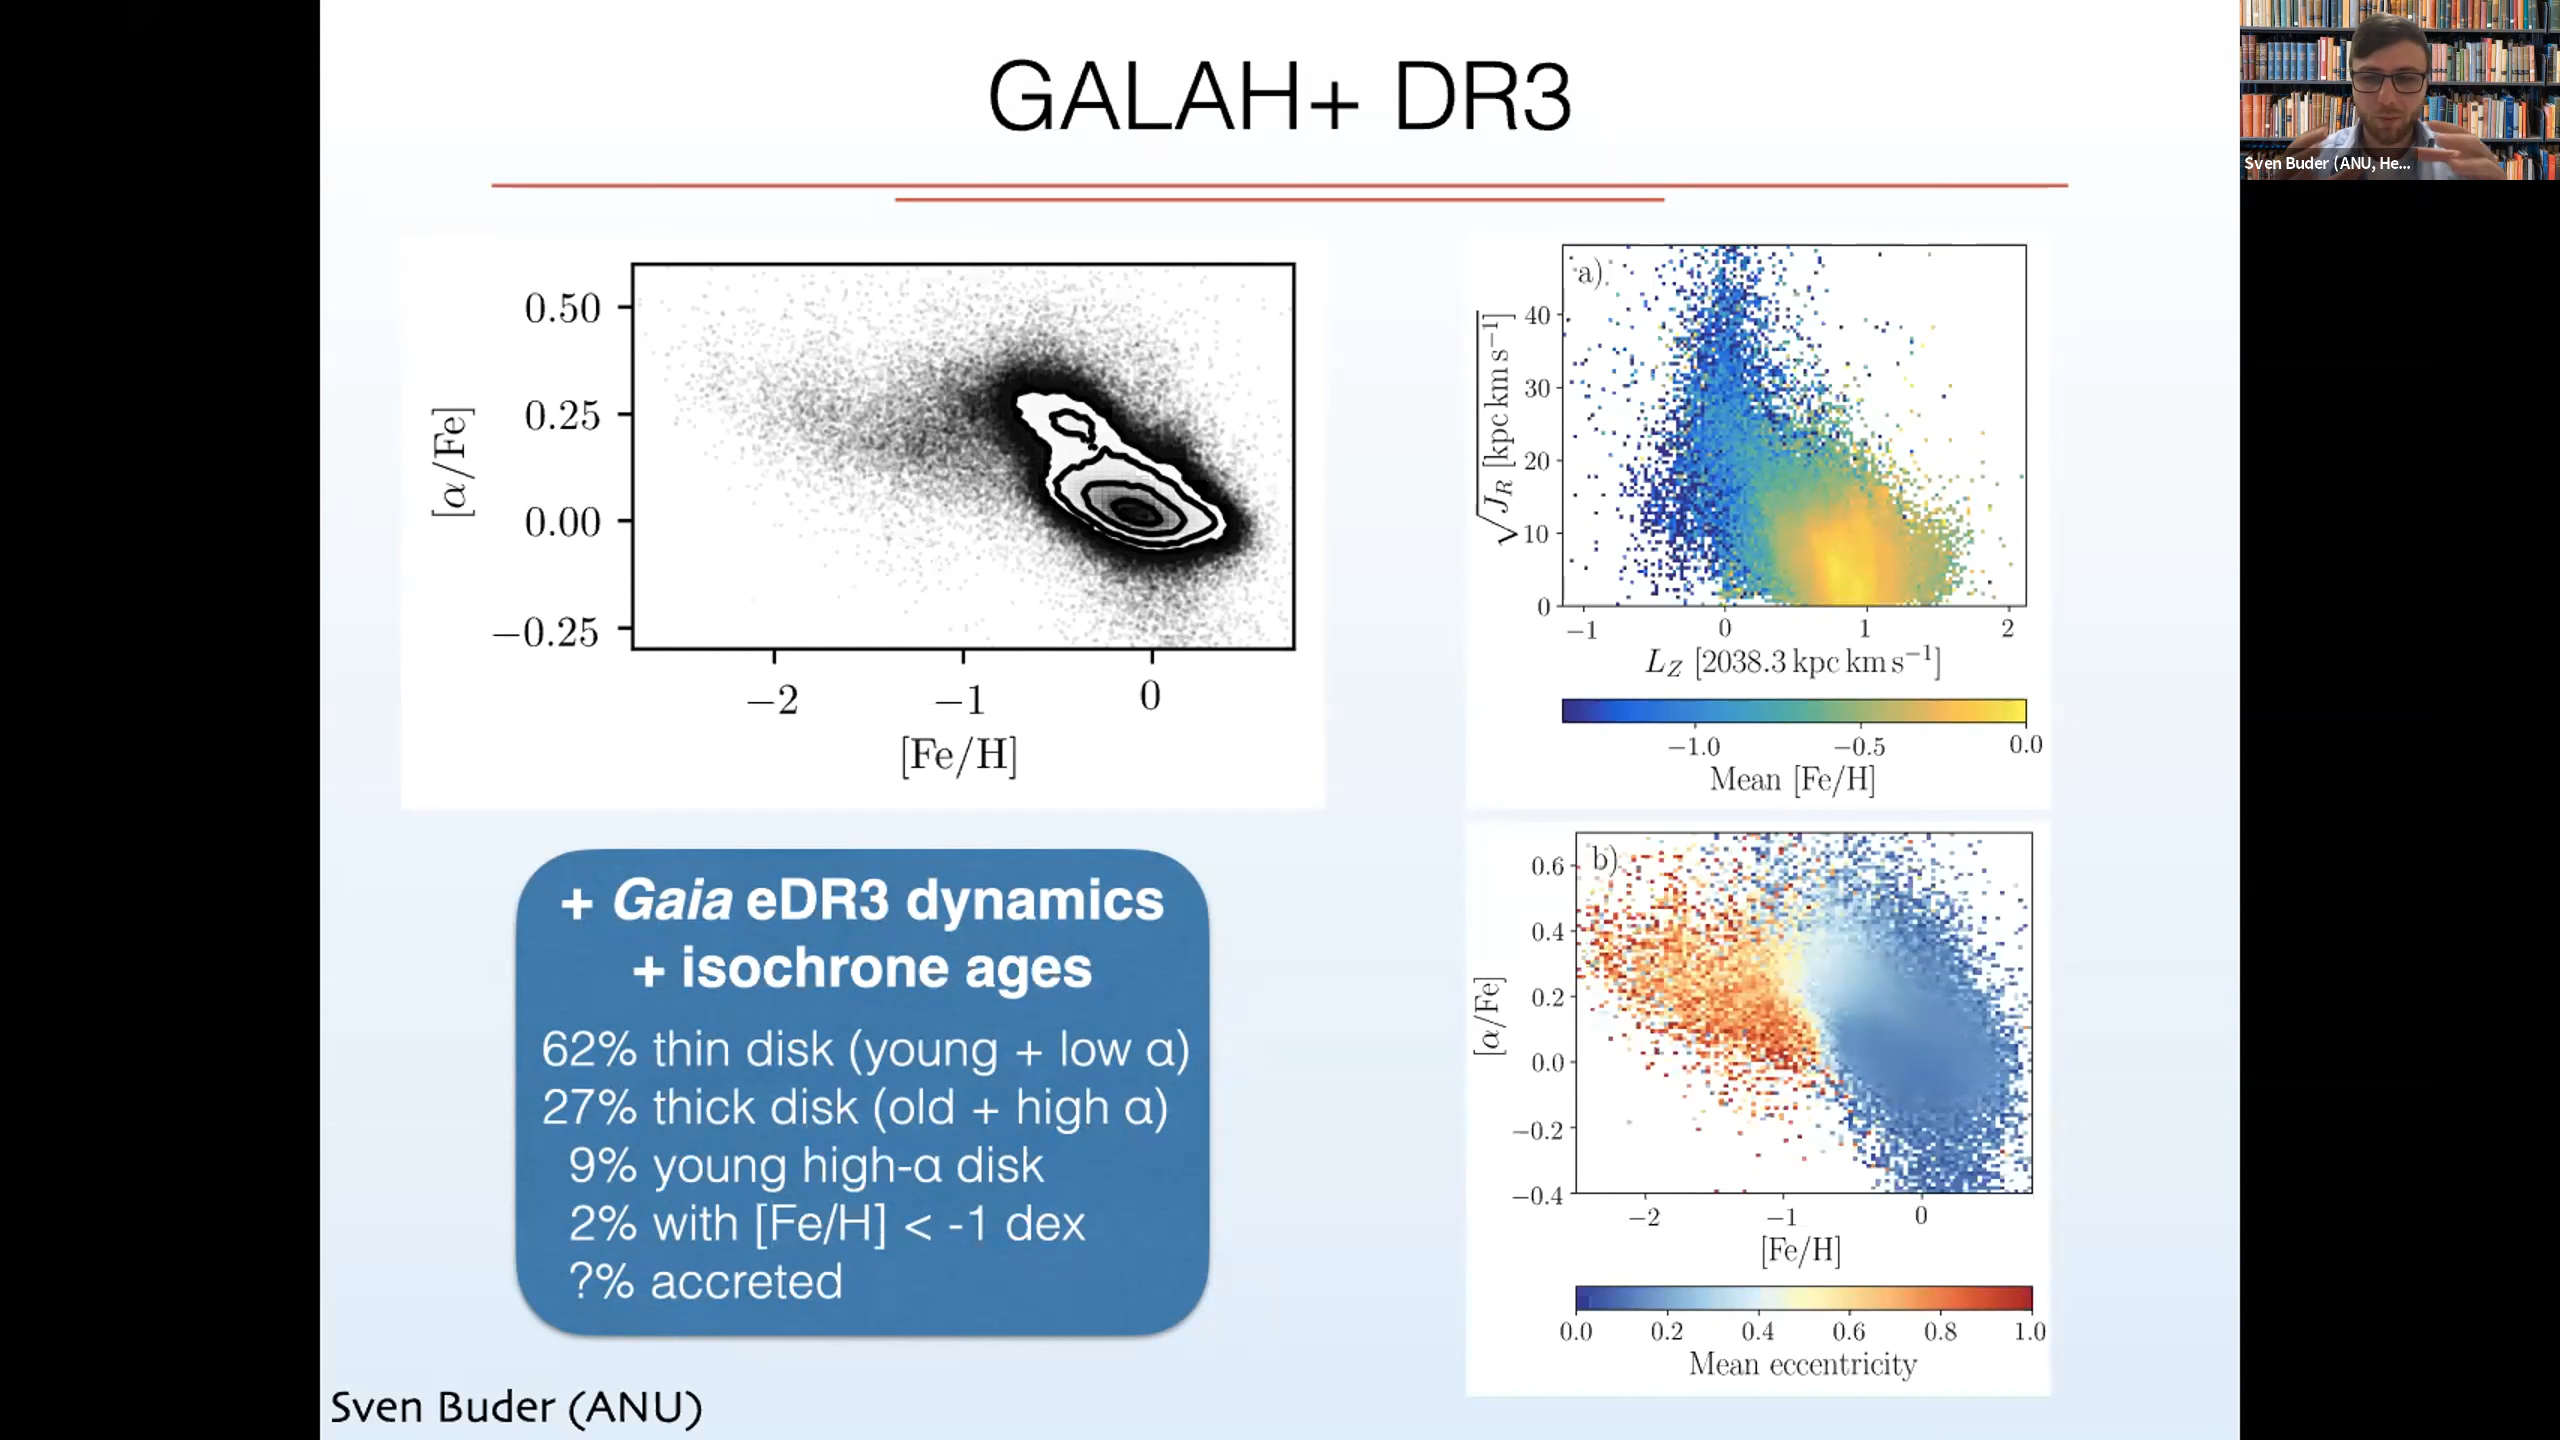 GALAH+ DR3
Sven Buder (ANU, He...
0.50
0.25
0.00
−0.25
[α/Fe]
−2 −1 0
[Fe/H]
a)
40
30
20
10
0
√J_R [kpc km s⁻¹]
−1 0 1 2
L_Z [2038.3 kpc km s⁻¹]
−1.0 −0.5 0.0
Mean [Fe/H]
+ Gaia eDR3 dynamics
+ isochrone ages
62% thin disk (young + low α)
27% thick disk (old + high α)
9% young high-α disk
2% with [Fe/H] < -1 dex
?% accreted
b)
0.6
0.4
0.2
0.0
−0.2
−0.4
[α/Fe]
−2 −1 0
[Fe/H]
0.0 0.2 0.4 0.6 0.8 1.0
Mean eccentricity
Sven Buder (ANU)